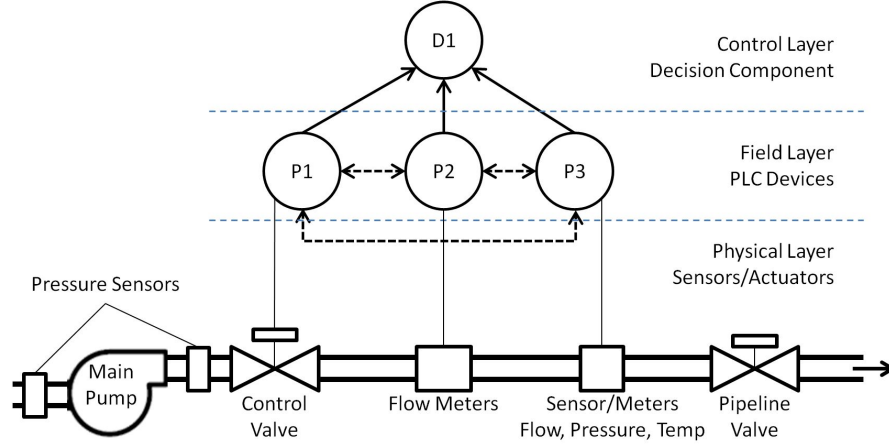 D1
Control Layer
Decision Component
P1
P2
P3
Field Layer
PLC Devices
Physical Layer
Sensors/Actuators
Pressure Sensors
Main
Pump
Control
Valve
Flow Meters
Sensor/Meters
Flow, Pressure, Temp
Pipeline
Valve